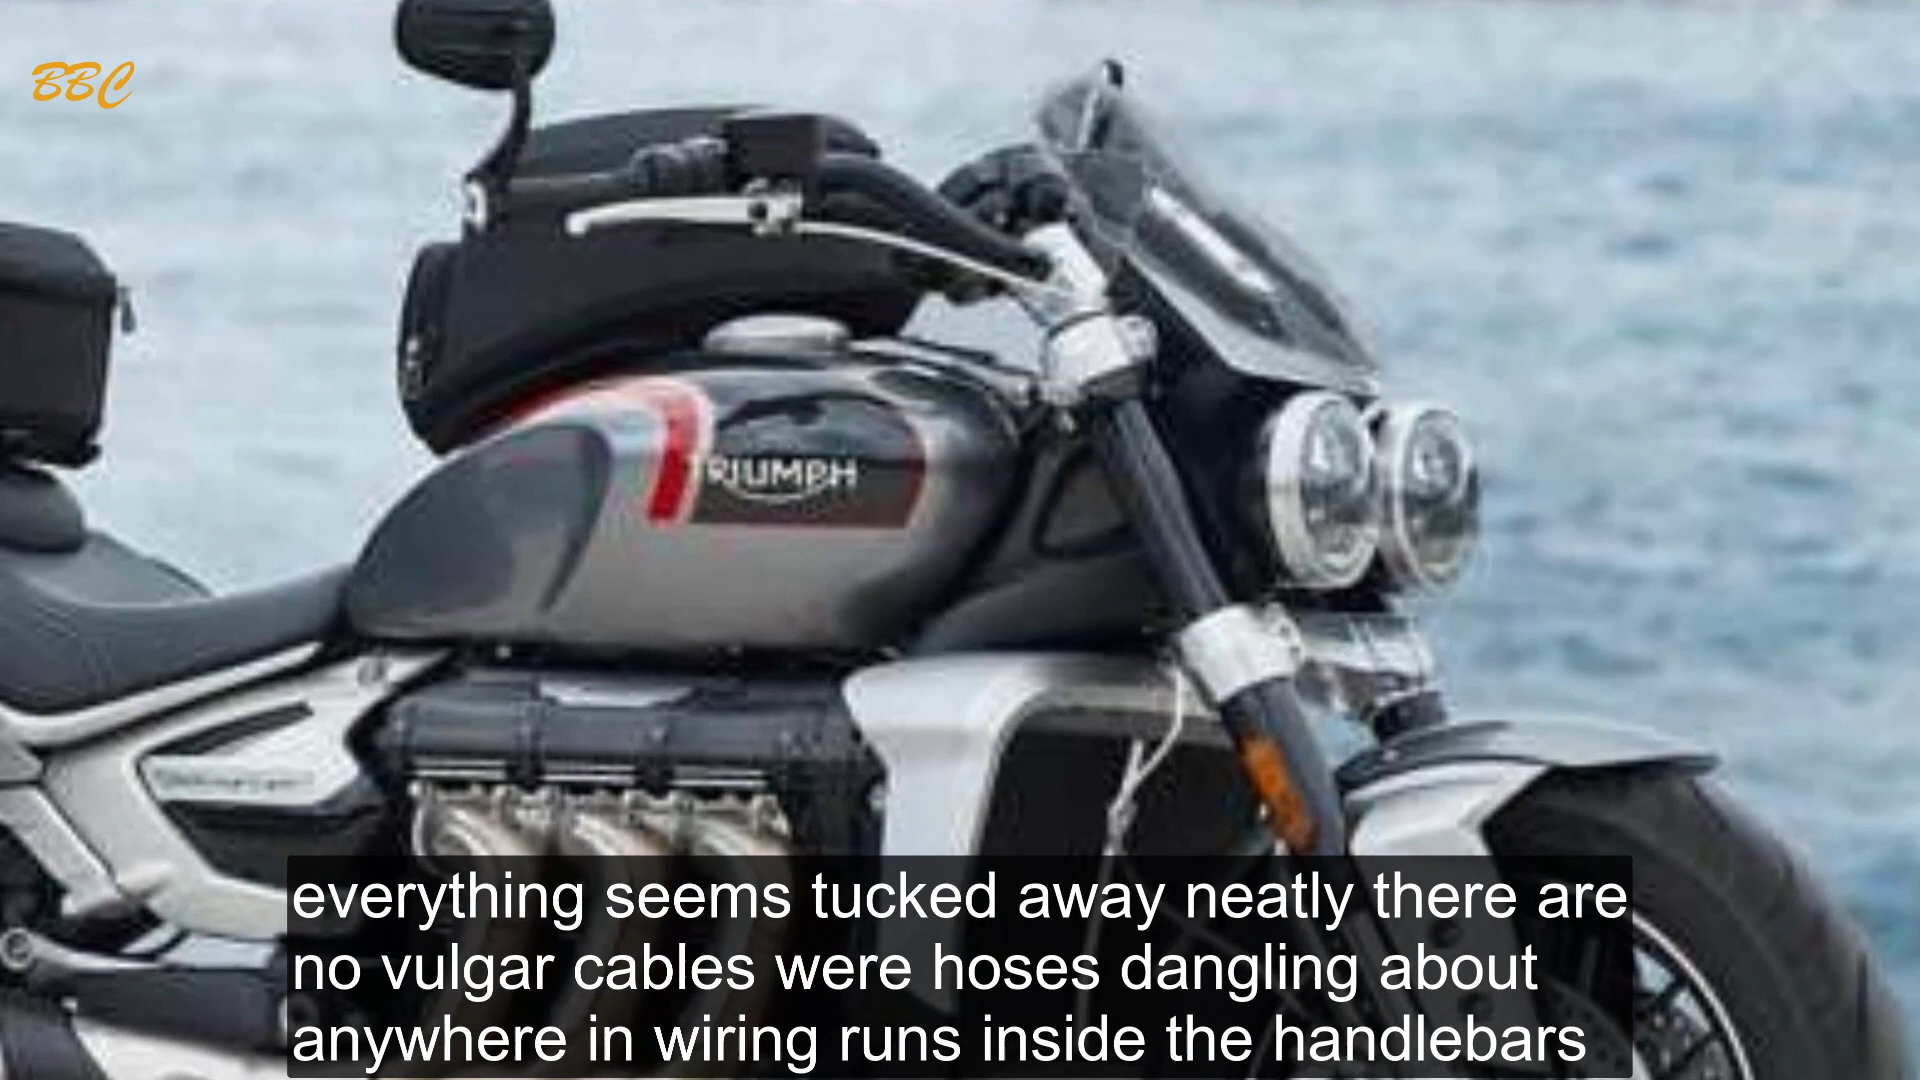 BBC
TRIUMPH
everything seems tucked away neatly there are
no vulgar cables were hoses dangling about
anywhere in wiring runs inside the handlebars